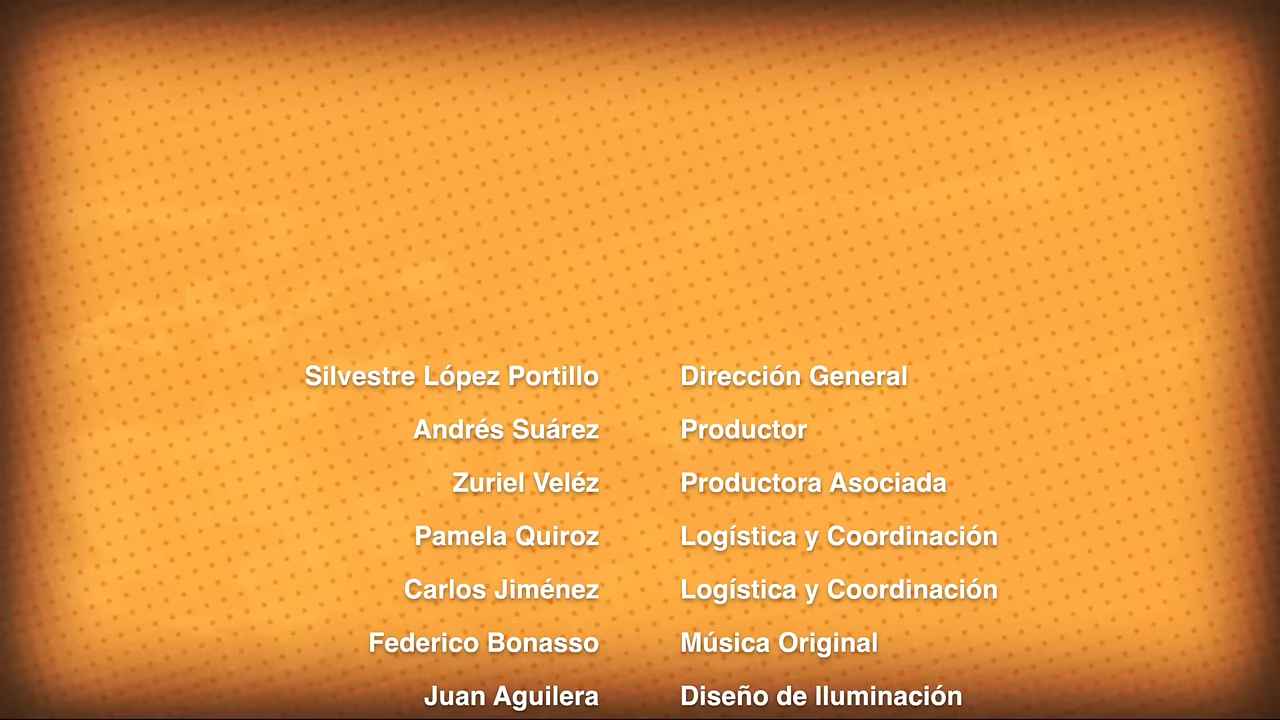 Silvestre López Portillo Dirección General
Andrés Suárez Productor
Zuriel Veléz Productora Asociada
Pamela Quiroz Logística y Coordinación
Carlos Jiménez Logística y Coordinación
Federico Bonasso Música Original
Juan Aguilera Diseño de Iluminación